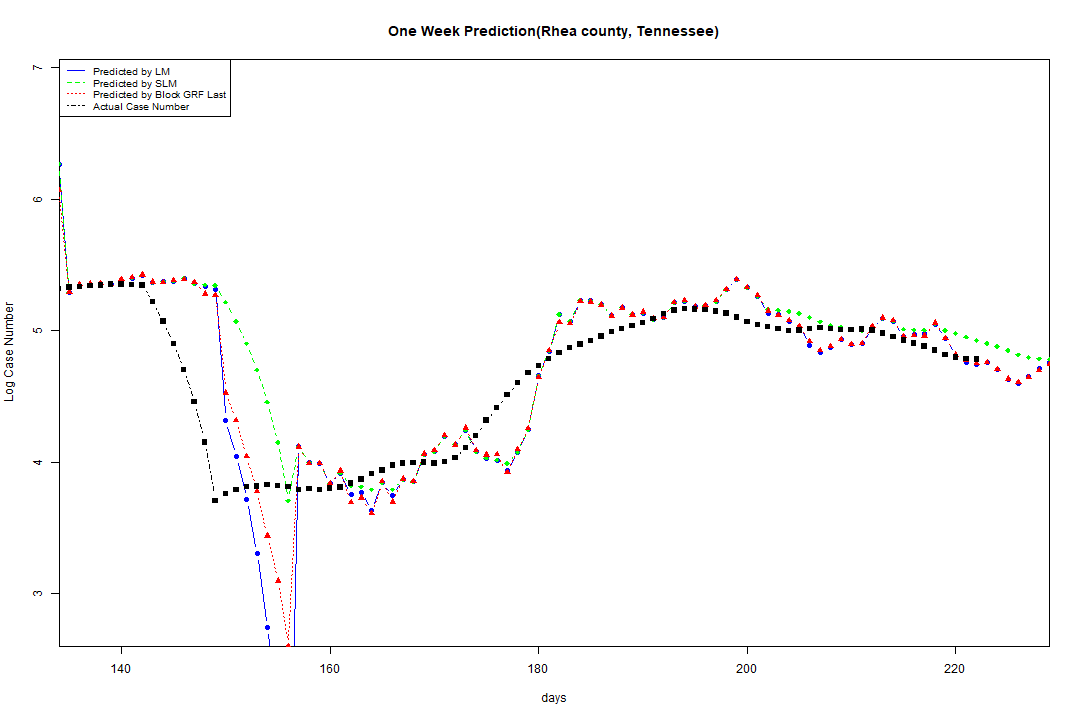 One Week Prediction(Rhea county, Tennessee)
Predicted by LM
Predicted by SLM
Predicted by Block GRF Last
Actual Case Number
7
6
5
4
3
Log Case Number
140 160 180 200 220
days